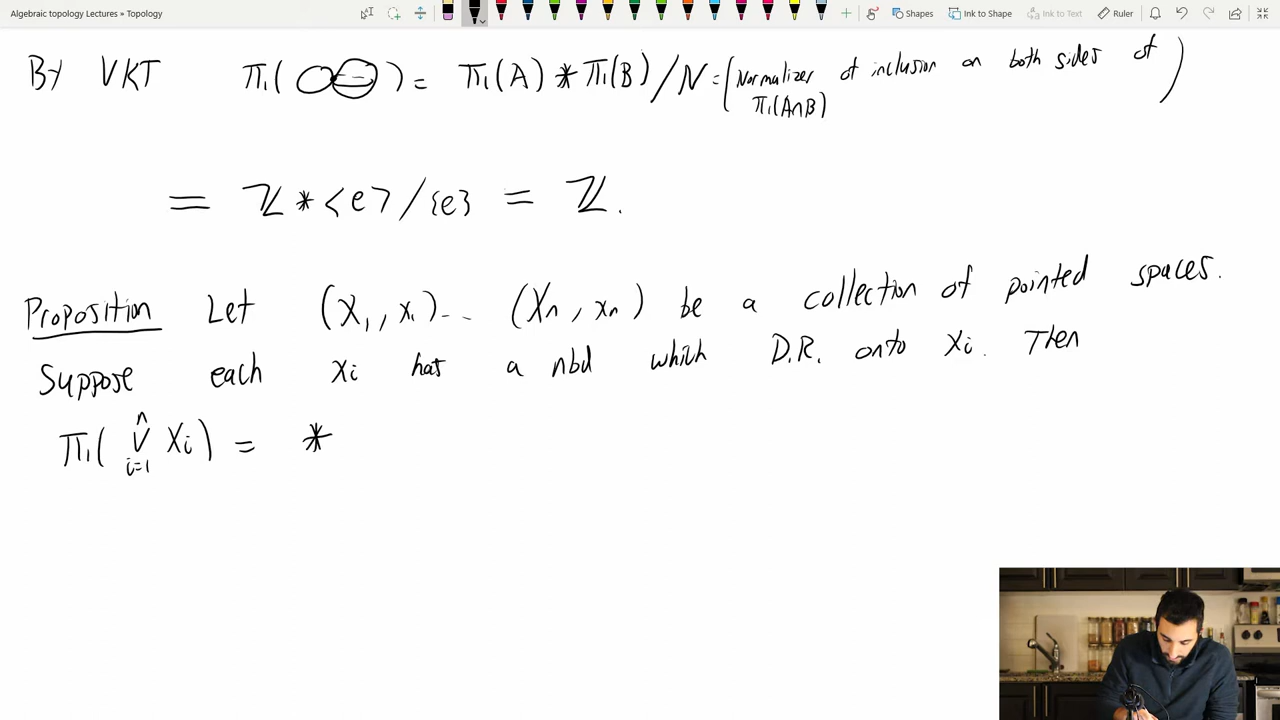 Algebraic topology Lectures » Topology
Shapes
Ink to Shape
Ink to Text
Ruler
By VKT π1( ) = π1(A) * π1(B) / N = (Normalizer of inclusion on both sides of
π1(A∩B) )
= ℤ * <e> / {e} = ℤ.
Proposition Let (X1, x1) ... (Xn, xn) be a collection of pointed spaces.
Suppose each xi has a nbd which D.R. onto xi. Then
π1( n ∨ i=1 Xi ) = *